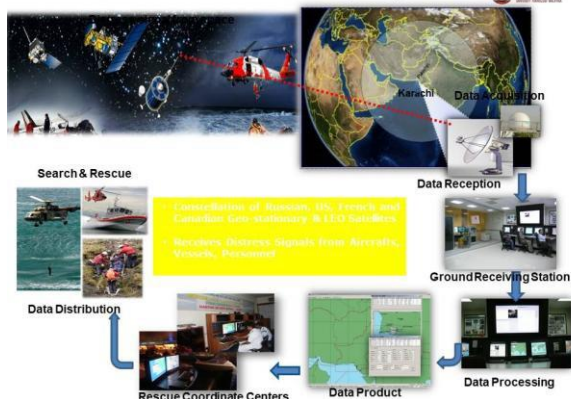 Karachi
Data Acquisition
Data Reception
Search & Rescue
• Constellation of Russian, US, French and
Canadian Geo-stationary & LEO Satellites
• Receives Distress Signals from Aircrafts,
Vessels, Personnel
Ground Receiving Station
Data Distribution
Data Processing
Data Product
Rescue Coordinate Centers